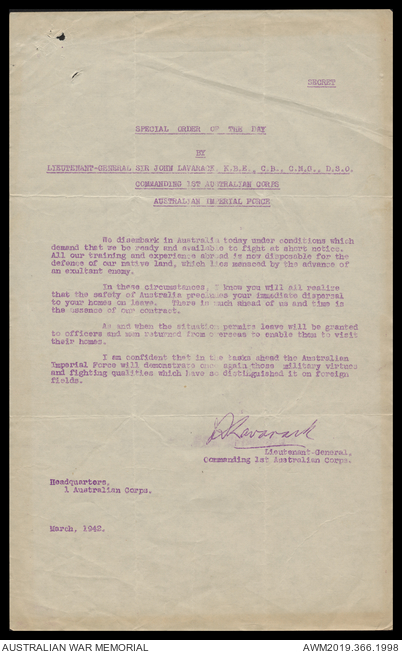 SECRET
SPECIAL ORDER OF THE DAY
BY
LIEUTENANT-GENERAL SIR JOHN LAVARACK, K.B.E., C.B., C.M.G., D.S.O.
COMMANDING 1ST AUSTRALIAN CORPS
AUSTRALIAN IMPERIAL FORCE
We disembark in Australia today under conditions which
demand that we be ready and available to fight at short notice.
All our training and experience abroad is now disposable for the
defence of our native land, which lies menaced by the advance of
an exultant enemy.
In these circumstances, I know you will all realize
that the safety of Australia precludes your immediate dispersal
to your homes on leave. There is much ahead of us and time is
the essence of our contract.
As and when the situation permits leave will be granted
to officers and men returned from overseas to enable them to visit
their homes.
I am confident that in the tasks ahead the Australian
Imperial Force will demonstrate once again those military virtues
and fighting qualities which have so distinguished it on foreign
fields.
Lavarack
Lieutenant-General,
Commanding 1st Australian Corps.
Headquarters,
1 Australian Corps.
March, 1942.
AUSTRALIAN WAR MEMORIAL
AWM2019.366.1998